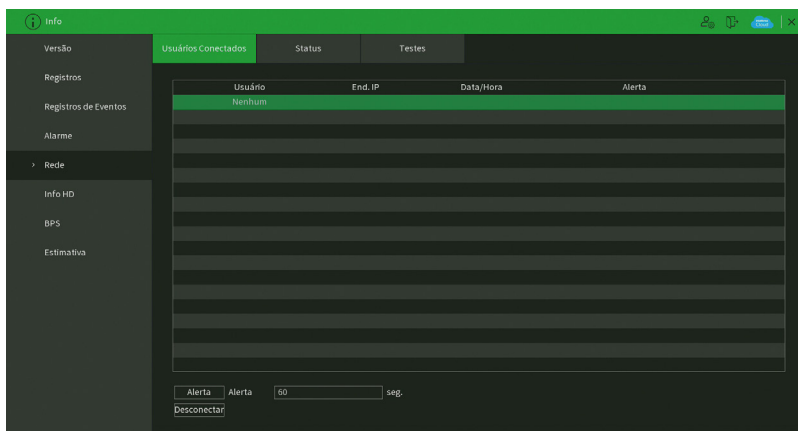 Info
Cloud
Versão
Registros
Registros de Eventos
Alarme
Rede
Info HD
BPS
Estimativa
Usuários Conectados Status Testes
Usuário End. IP Data/Hora Alerta
Nenhum
Alerta Alerta 60 seg.
Desconectar